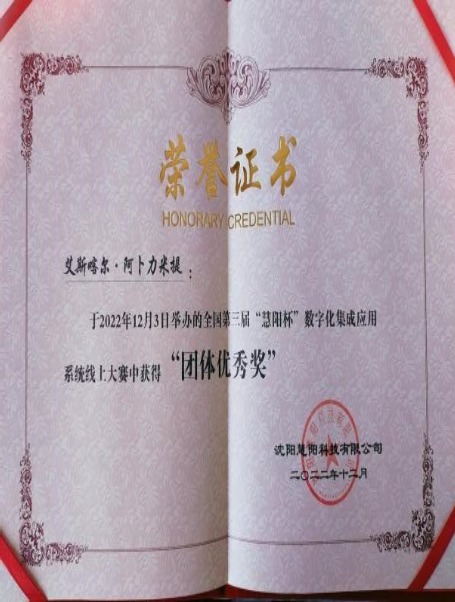 荣誉证书
HONORARY CREDENTIAL
艾斯喀尔·阿卜力米提：
于2022年12月3日举办的全国第三届“慧阳杯”数字化集成应用
系统线上大赛中获得“团体优秀奖”
沈阳慧阳科技有限公司
二〇二二年十二月